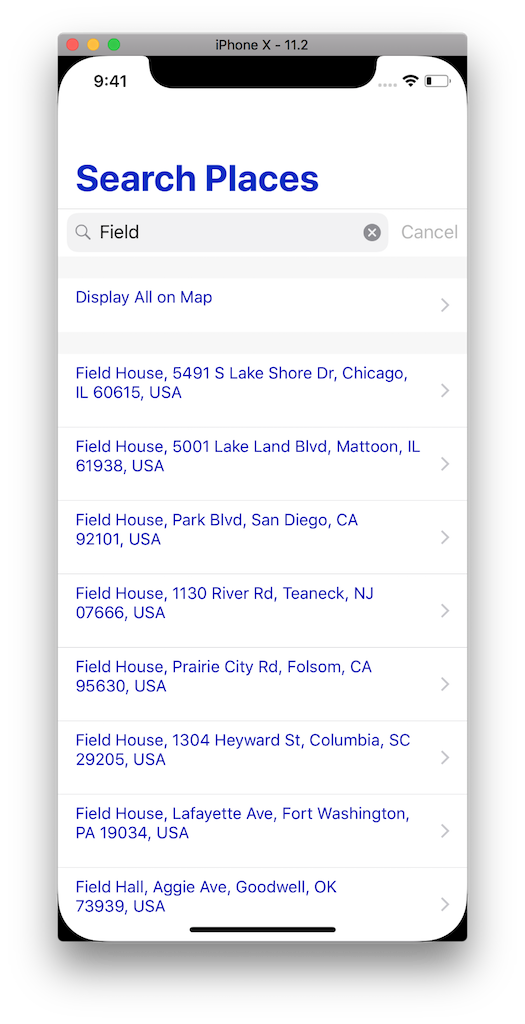 iPhone X - 11.2
9:41
Search Places
Field
Cancel
Display All on Map
Field House, 5491 S Lake Shore Dr, Chicago,
IL 60615, USA
Field House, 5001 Lake Land Blvd, Mattoon, IL
61938, USA
Field House, Park Blvd, San Diego, CA
92101, USA
Field House, 1130 River Rd, Teaneck, NJ
07666, USA
Field House, Prairie City Rd, Folsom, CA
95630, USA
Field House, 1304 Heyward St, Columbia, SC
29205, USA
Field House, Lafayette Ave, Fort Washington,
PA 19034, USA
Field Hall, Aggie Ave, Goodwell, OK
73939, USA